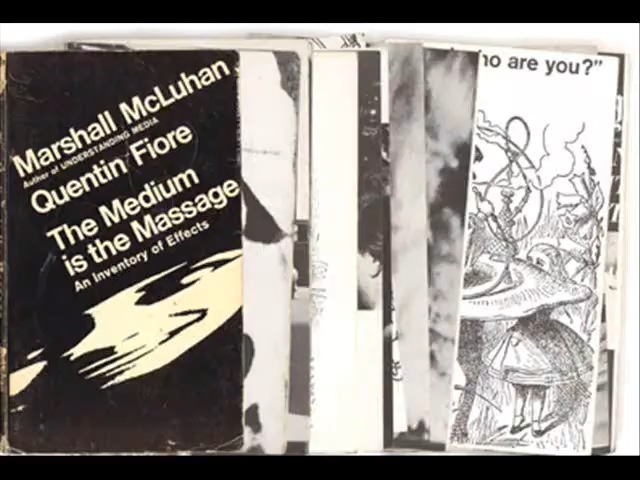 Marshall McLuhan
Author of UNDERSTANDING MEDIA
Quentin Fiore
The Medium
is the Massage
An Inventory of Effects
ho are you?”